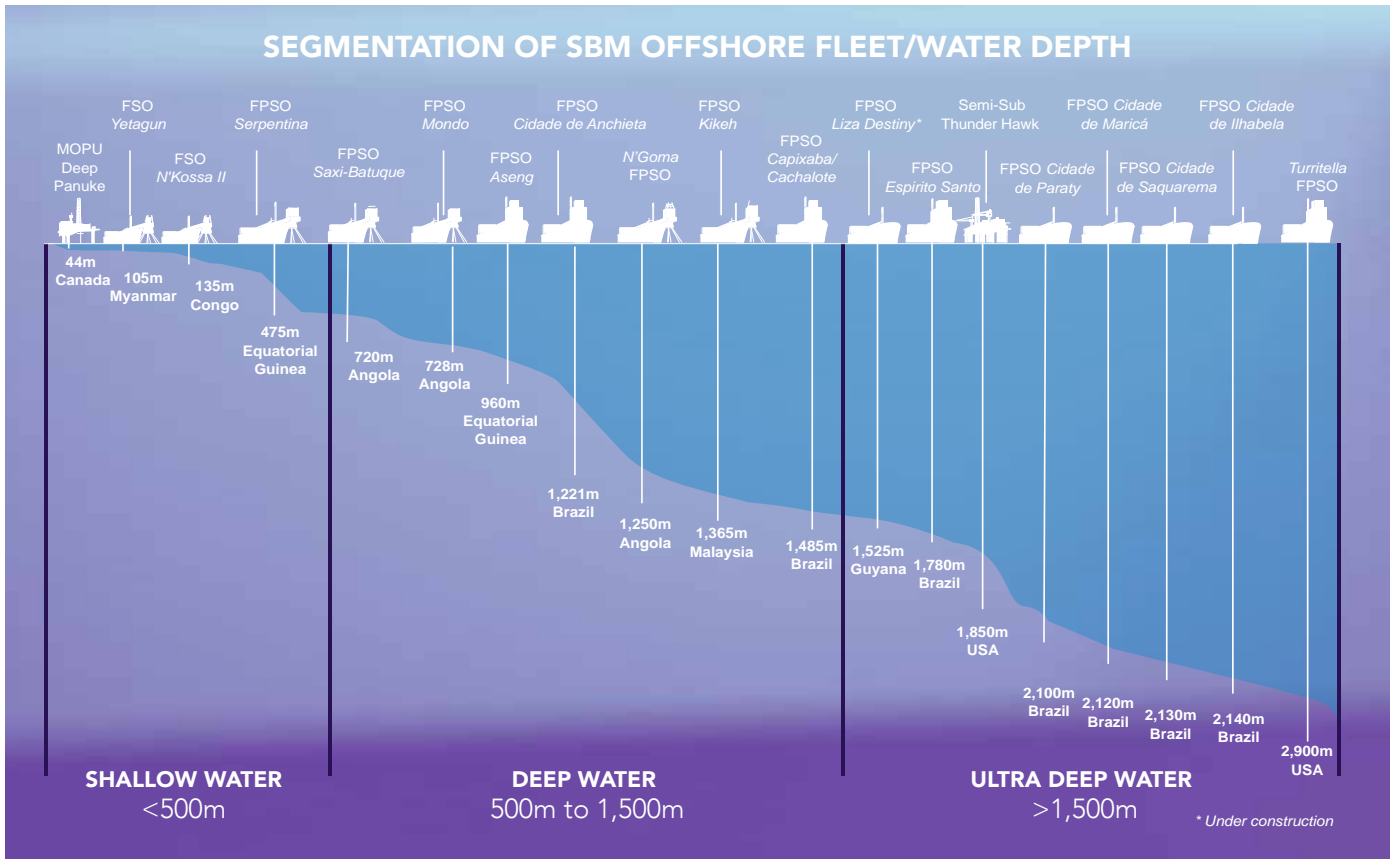 SEGMENTATION OF SBM OFFSHORE FLEET/WATER DEPTH
MOPU
Deep
Panuke
FSO
Yetagun
FSO
N'Kossa II
FPSO
Serpentina
FPSO
Saxi-Batuque
FPSO
Mondo
FPSO
Aseng
FPSO
Cidade de Anchieta
N'Goma
FPSO
FPSO
Kikeh
FPSO
Capixaba/
Cachalote
FPSO
Liza Destiny*
FPSO
Espirito Santo
Semi-Sub
Thunder Hawk
FPSO Cidade
de Paraty
FPSO Cidade
de Maricá
FPSO Cidade
de Saquarema
FPSO Cidade
de Ilhabela
Turritella
FPSO
44m
Canada
105m
Myanmar
135m
Congo
475m
Equatorial
Guinea
720m
Angola
728m
Angola
960m
Equatorial
Guinea
1,221m
Brazil
1,250m
Angola
1,365m
Malaysia
1,485m
Brazil
1,525m
Guyana
1,780m
Brazil
1,850m
USA
2,100m
Brazil
2,120m
Brazil
2,130m
Brazil
2,140m
Brazil
2,900m
USA
SHALLOW WATER
<500m
DEEP WATER
500m to 1,500m
ULTRA DEEP WATER
>1,500m
* Under construction